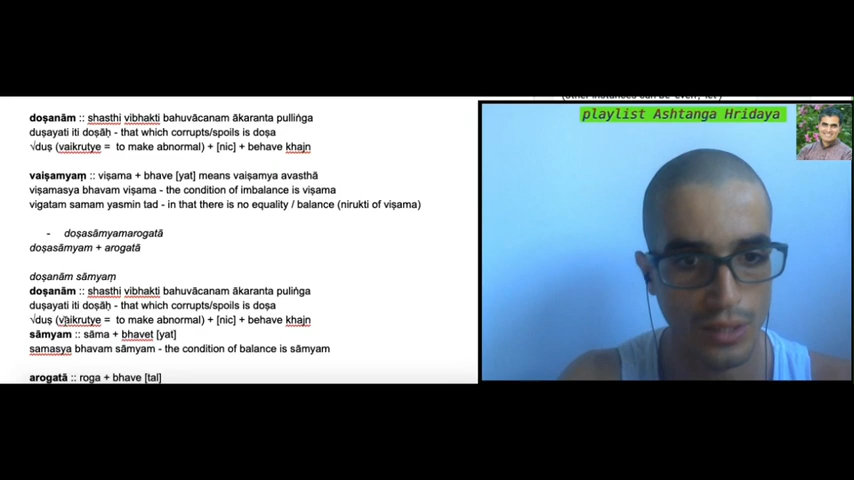 doṣanām :: shasthi vibhakti bahuvācanam ākaranta pulliṅga
duṣayati iti doṣāḥ - that which corrupts/spoils is doṣa
√duṣ (vaikrutye = to make abnormal) + [nic] + behave khajn
vaiṣamyaṃ :: viṣama + bhave [yat] means vaiṣamya avasthā
viṣamasya bhavam viṣama - the condition of imbalance is viṣama
vigatam samam yasmin tad - in that there is no equality / balance (nirukti of viṣama)
- doṣasāmyamarogatā
doṣasāmyam + arogatā
doṣanām sāmyaṃ
doṣanām :: shasthi vibhakti bahuvācanam ākaranta puliṅga
duṣayati iti doṣāḥ - that which corrupts/spoils is doṣa
√duṣ (vaikrutye = to make abnormal) + [nic] + behave khajn
sāmyam :: sāma + bhavet [yat]
samasya bhavam sāmyam - the condition of balance is sāmyam
arogatā :: roga + bhave [tal]
playlist Ashtanga Hridaya